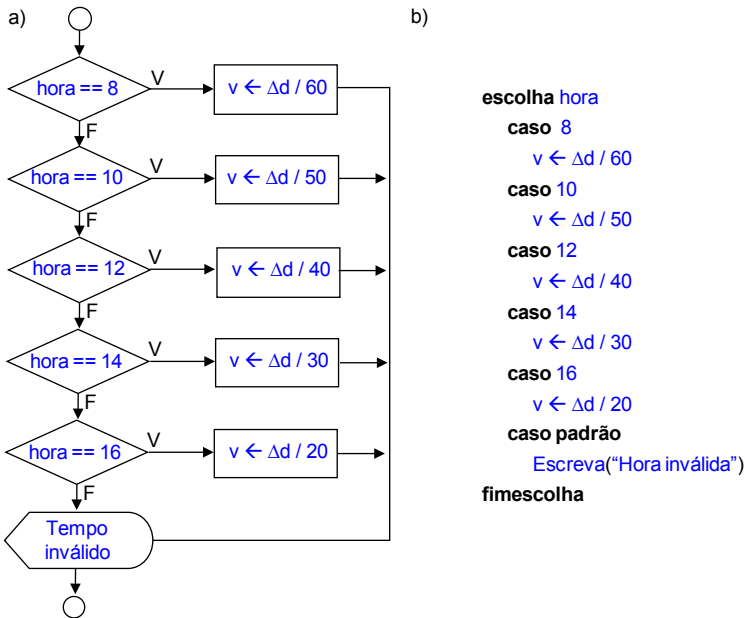 a)
hora == 8
V
v ← Δd / 60
F
hora == 10
V
v ← Δd / 50
F
hora == 12
V
v ← Δd / 40
F
hora == 14
V
v ← Δd / 30
F
hora == 16
V
v ← Δd / 20
F
Tempo
inválido
b)
escolha hora
caso 8
v ← Δd / 60
caso 10
v ← Δd / 50
caso 12
v ← Δd / 40
caso 14
v ← Δd / 30
caso 16
v ← Δd / 20
caso padrão
Escreva(“Hora inválida”)
fimescolha